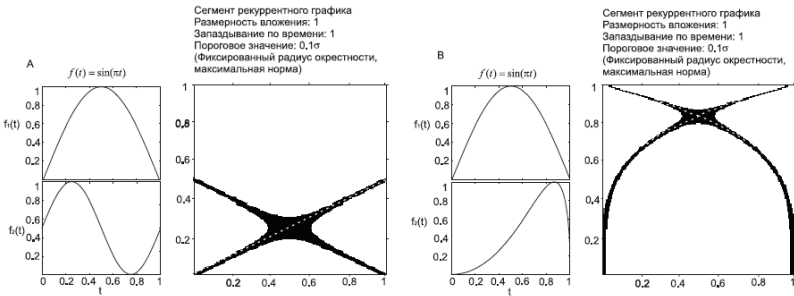 Сегмент рекуррентного графика
Размерность вложения: 1
Запаздывание по времени: 1
Пороговое значение: 0,1σ
(Фиксированный радиус окрестности,
максимальная норма)
A
f(t) = sin(πt)
f₁(t)
1
0.8
0.6
0.4
0.2
f₂(t)
1
0.8
0.6
0.4
0.2
0 0.2 0.4 0.6 0.8 1
t
1
0,8
0.6
0.4
0.2
0.2 0.4 0.6 0.8 1
Сегмент рекуррентного графика
Размерность вложения: 1
Запаздывание по времени: 1
Пороговое значение: 0,1σ
(Фиксированный радиус окрестности,
максимальная норма)
B
f(t) = sin(πt)
f₁(t)
1
0.8
0.6
0.4
0.2
f₂(t)
1
0.8
0.6
0.4
0.2
0 0.2 0.4 0.6 0.8 1
t
1
0.8
0.6
0.4
0.2
0.2 0.4 0.6 0.8 1